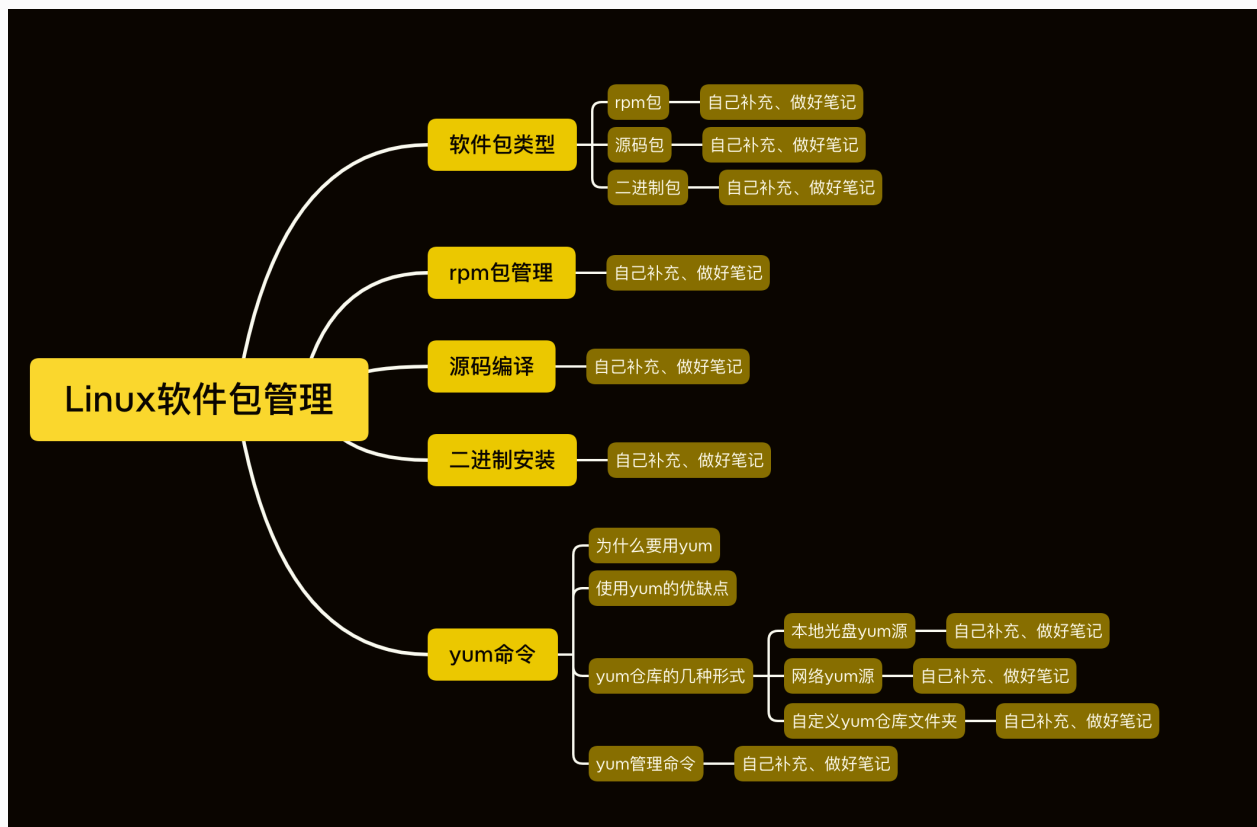 Linux软件包管理
软件包类型
rpm包
自己补充、做好笔记
源码包
自己补充、做好笔记
二进制包
自己补充、做好笔记
rpm包管理
自己补充、做好笔记
源码编译
自己补充、做好笔记
二进制安装
自己补充、做好笔记
yum命令
为什么要用yum
使用yum的优缺点
yum仓库的几种形式
本地光盘yum源
自己补充、做好笔记
网络yum源
自己补充、做好笔记
自定义yum仓库文件夹
自己补充、做好笔记
yum管理命令
自己补充、做好笔记